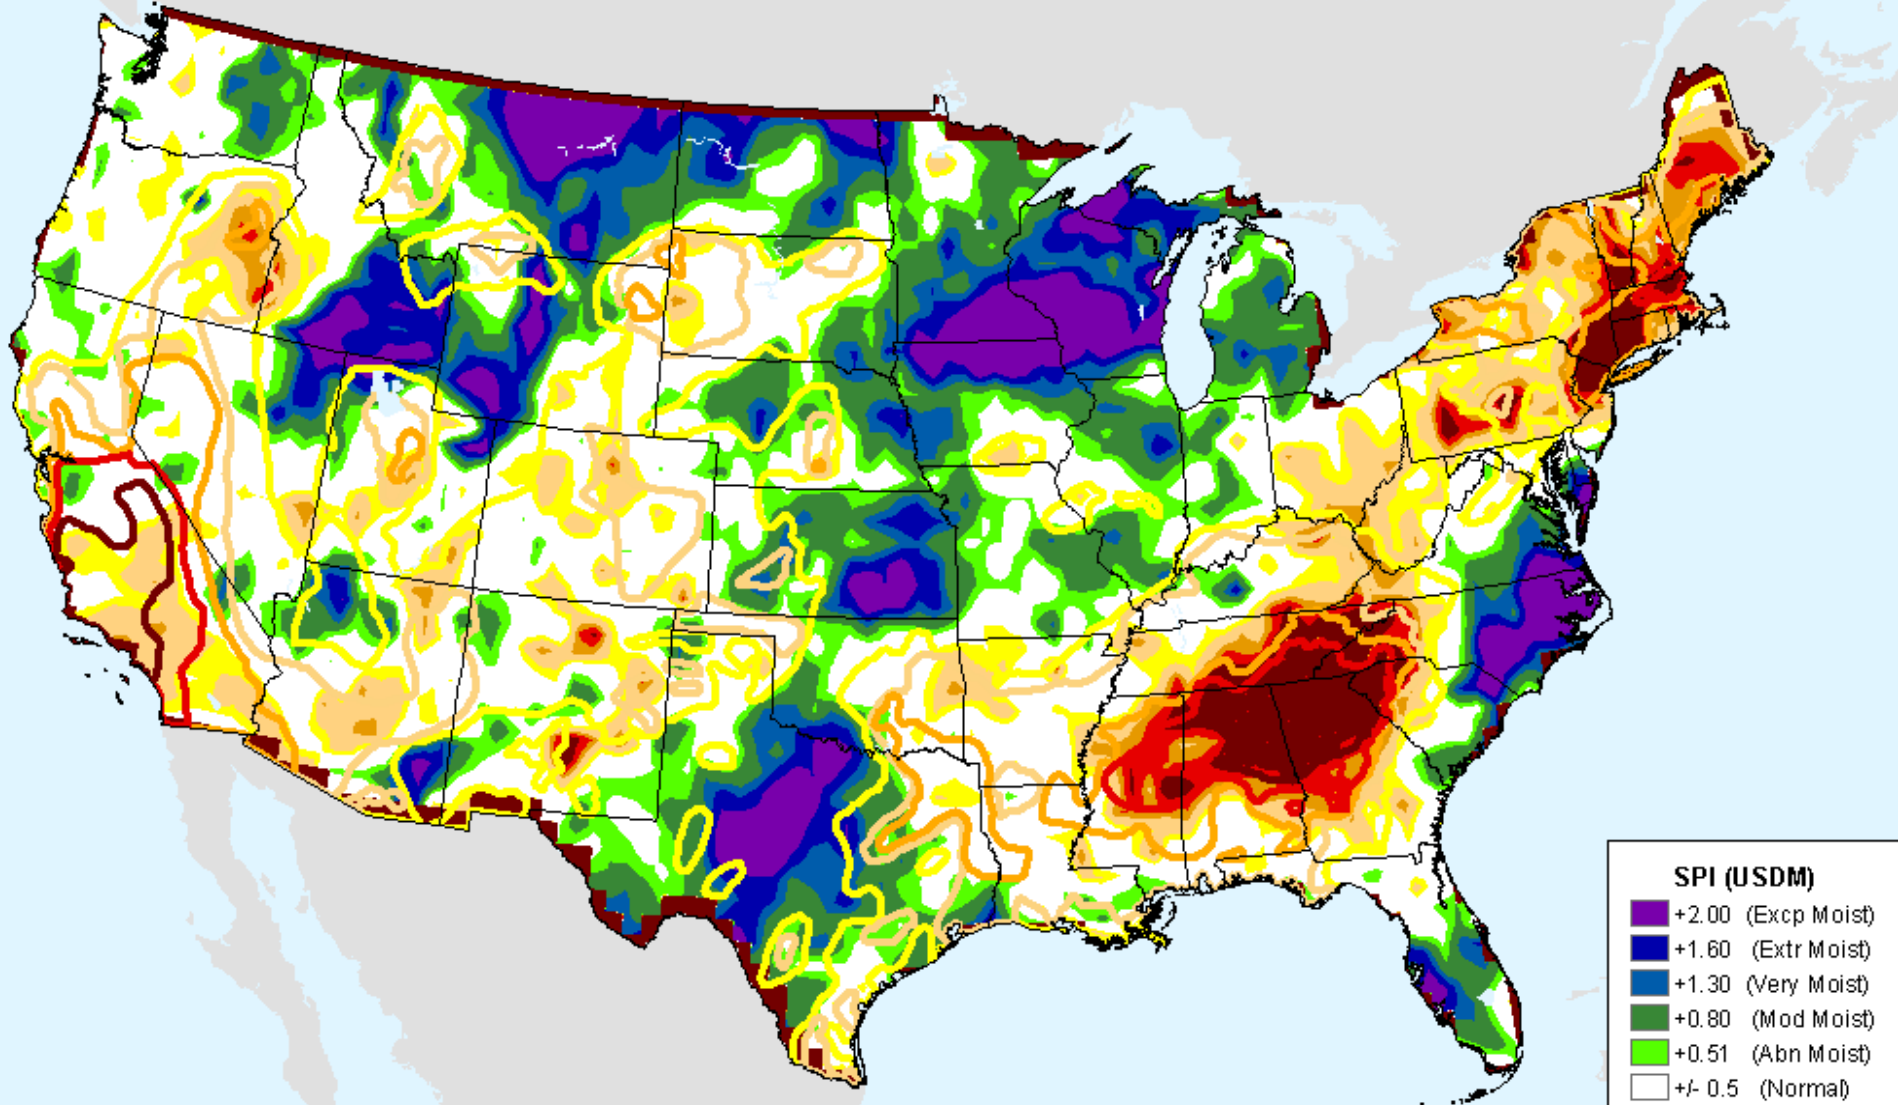 SPI (USDM)
+2.00 (Excp Moist)
+1.60 (Extr Moist)
+1.30 (Very Moist)
+0.80 (Mod Moist)
+0.51 (Abn Moist)
+/- 0.5 (Normal)